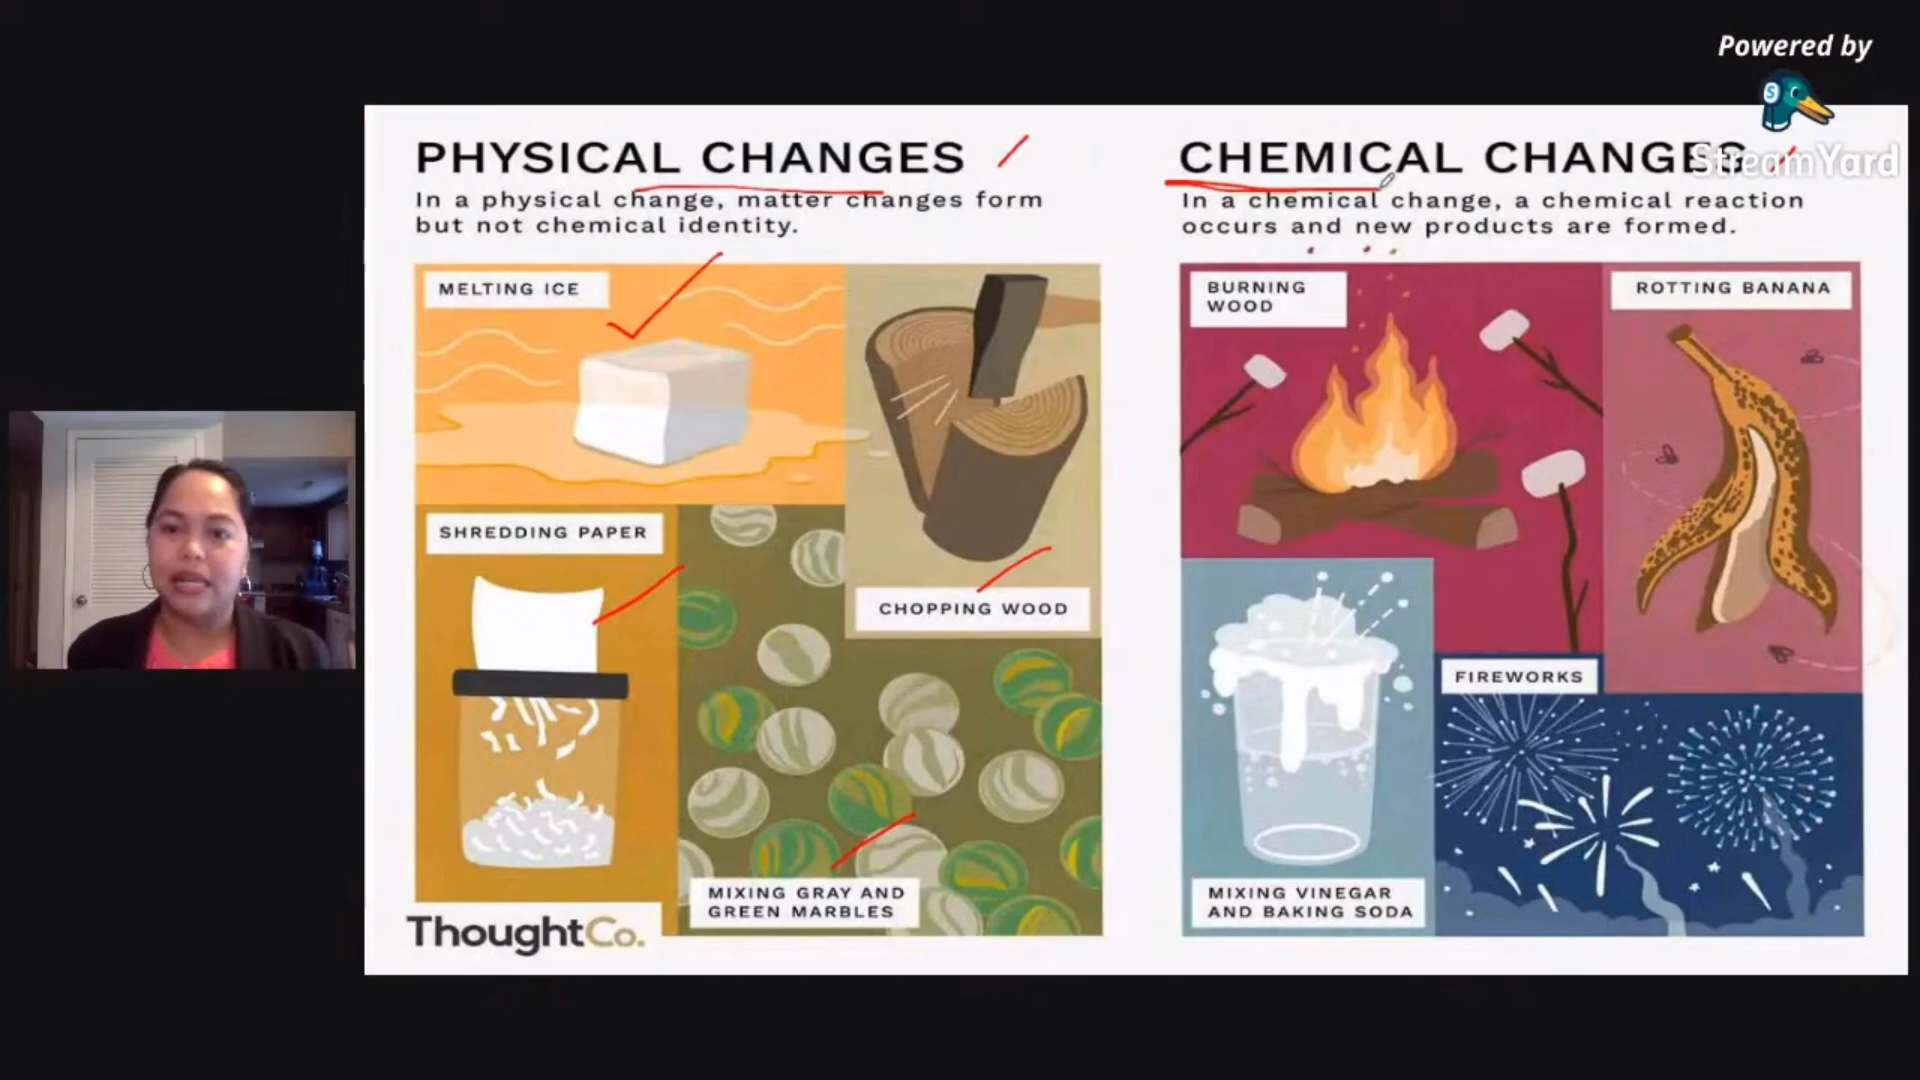 Powered by
StreamYard
PHYSICAL CHANGES
In a physical change, matter changes form
but not chemical identity.
MELTING ICE
CHOPPING WOOD
SHREDDING PAPER
MIXING GRAY AND
GREEN MARBLES
ThoughtCo.
CHEMICAL CHANGES
In a chemical change, a chemical reaction
occurs and new products are formed.
BURNING
WOOD
ROTTING BANANA
FIREWORKS
MIXING VINEGAR
AND BAKING SODA